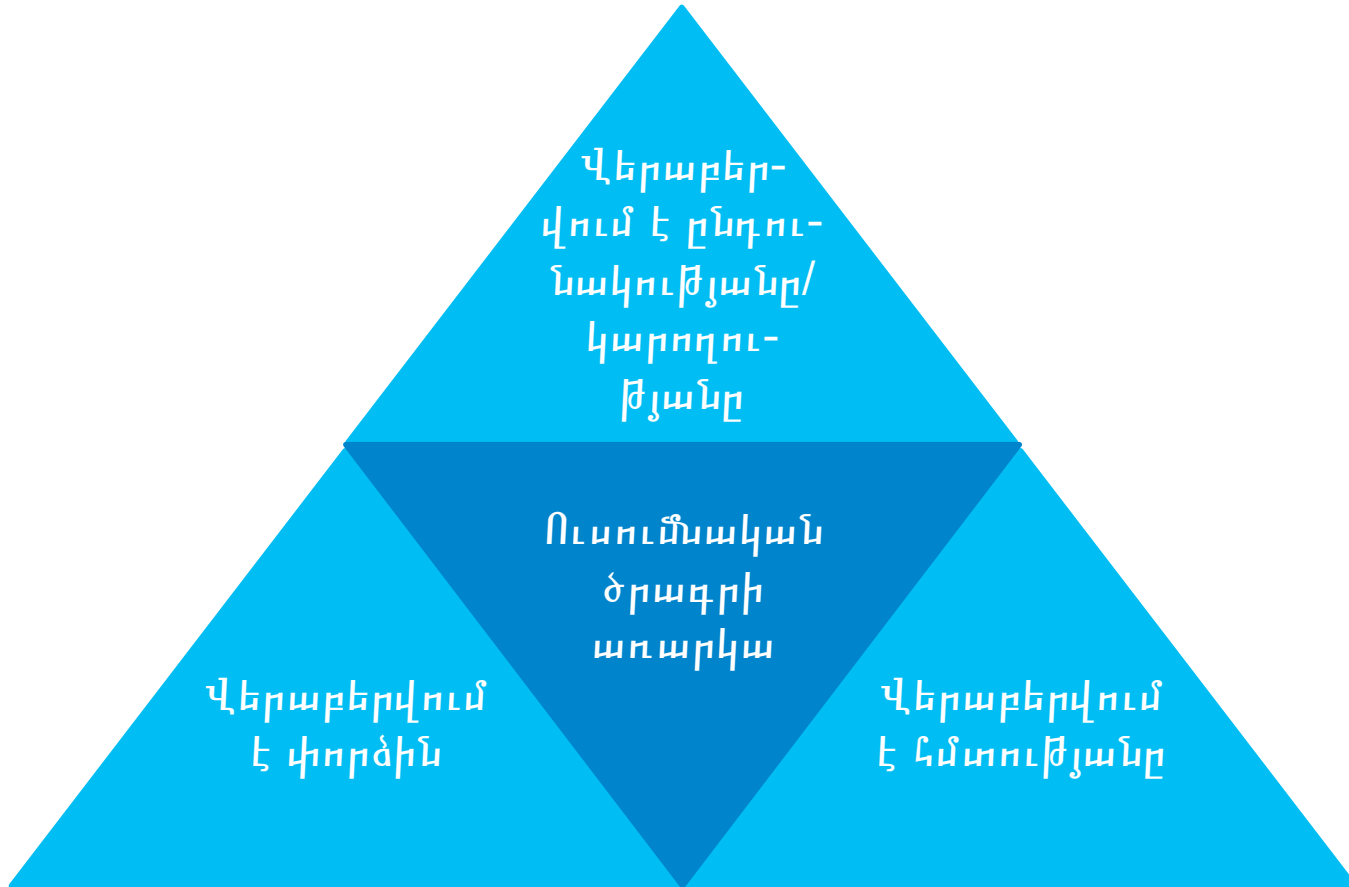 Վերաբեր-
վում է ընդու-
նակությանը/
կարողու-
թյանը
Ուսումնական
ծրագրի
առարկա
Վերաբերվում
է փորձին
Վերաբերվում
է հմտությանը